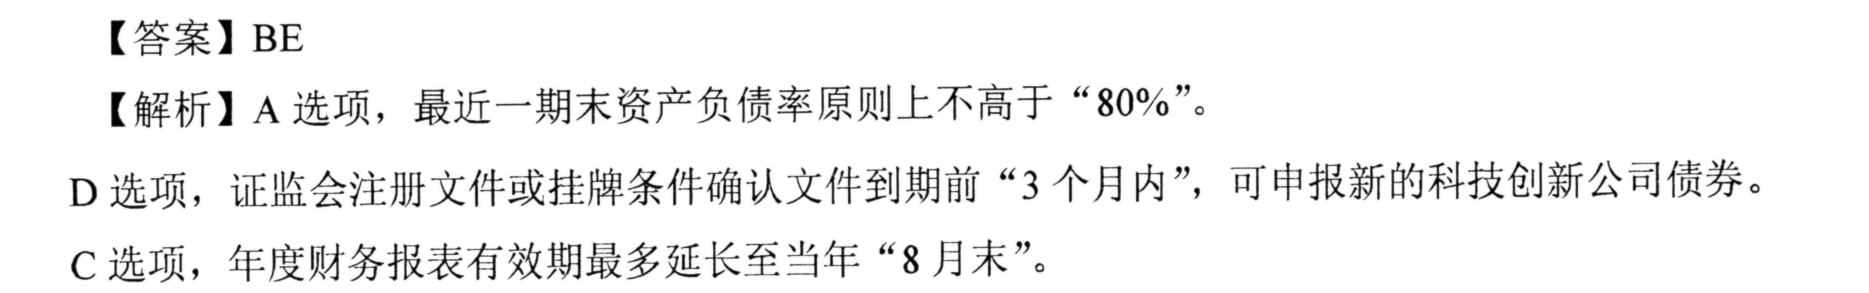 【答案】BE
【解析】A 选项，最近一期末资产负债率原则上不高于“80%”。
D 选项，证监会注册文件或挂牌条件确认文件到期前“3 个月内”，可申报新的科技创新公司债券。
C 选项，年度财务报表有效期最多延长至当年“8 月末”。